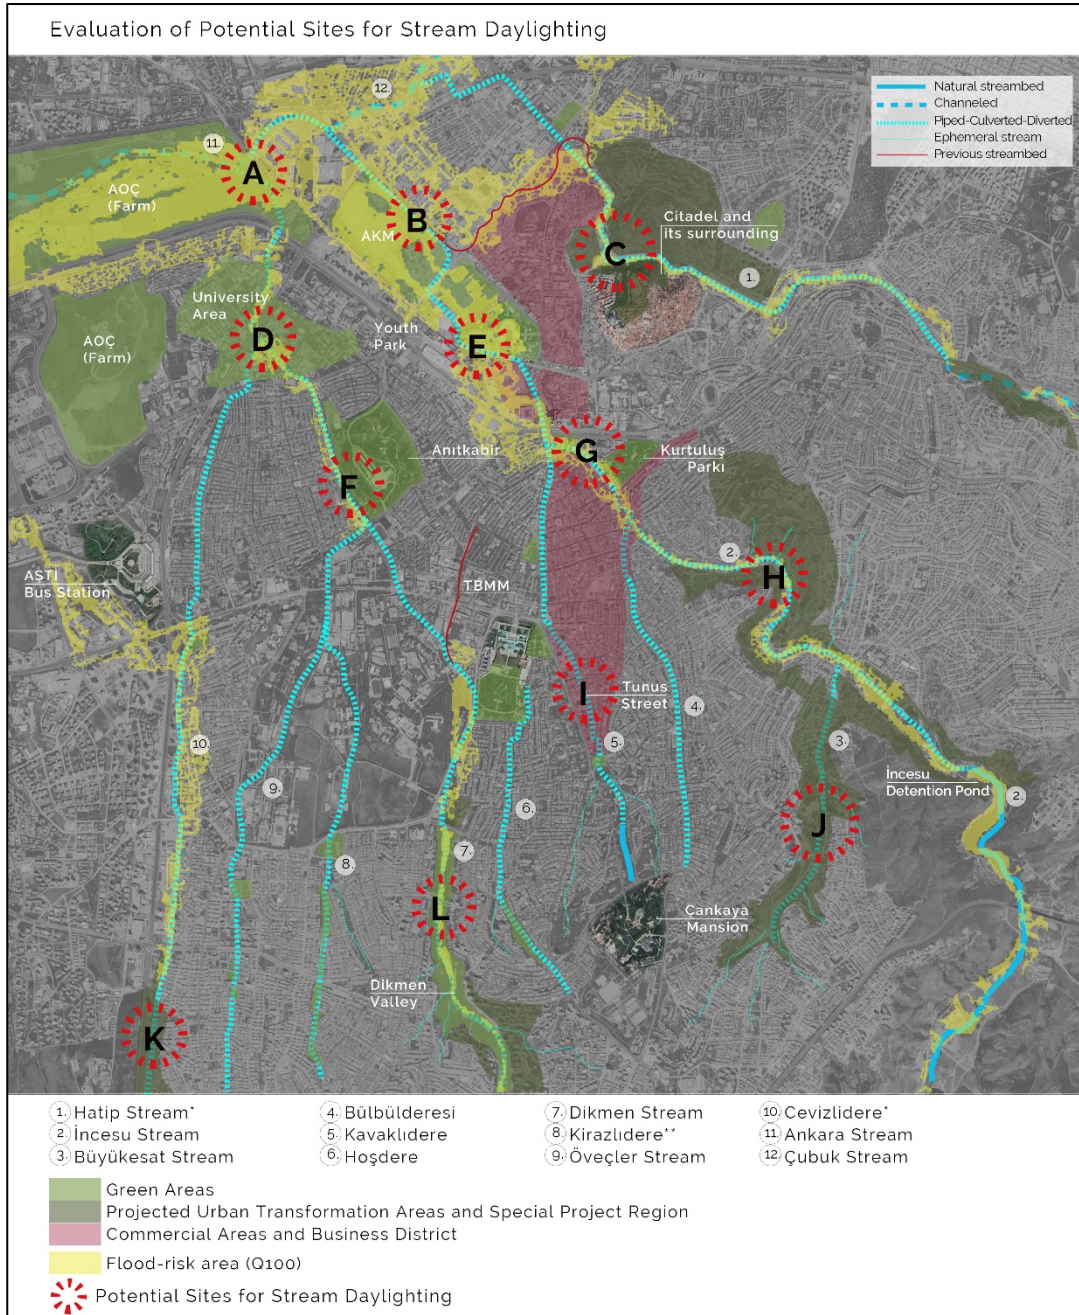 Evaluation of Potential Sites for Stream Daylighting
Natural streambed
Channeled
Piped-Culverted-Diverted
Ephemeral stream
Previous streambed
12.
11.
A
AOÇ
(Farm)
B
AKM
C
Citadel and
its surrounding
1.
University
Area
D
AOÇ
(Farm)
Youth
Park
E
Anıtkabir
G
Kurtuluş
Parkı
F
2.
H
ASTİ
Bus Station
TBMM
I
Tunus
Street
4.
3.
5.
10.
9.
6.
İncesu
Detention Pond
2.
J
8.
7.
L
Cankaya
Mansion
Dikmen
Valley
K
1. Hatip Stream*
2. İncesu Stream
3. Büyükesat Stream
4. Bülbülderesi
5. Kavaklıdere
6. Hoşdere
7. Dikmen Stream
8. Kirazlıdere**
9. Öveçler Stream
10. Cevizlidere*
11. Ankara Stream
12. Çubuk Stream
Green Areas
Projected Urban Transformation Areas and Special Project Region
Commercial Areas and Business District
Flood-risk area (Q100)
Potential Sites for Stream Daylighting